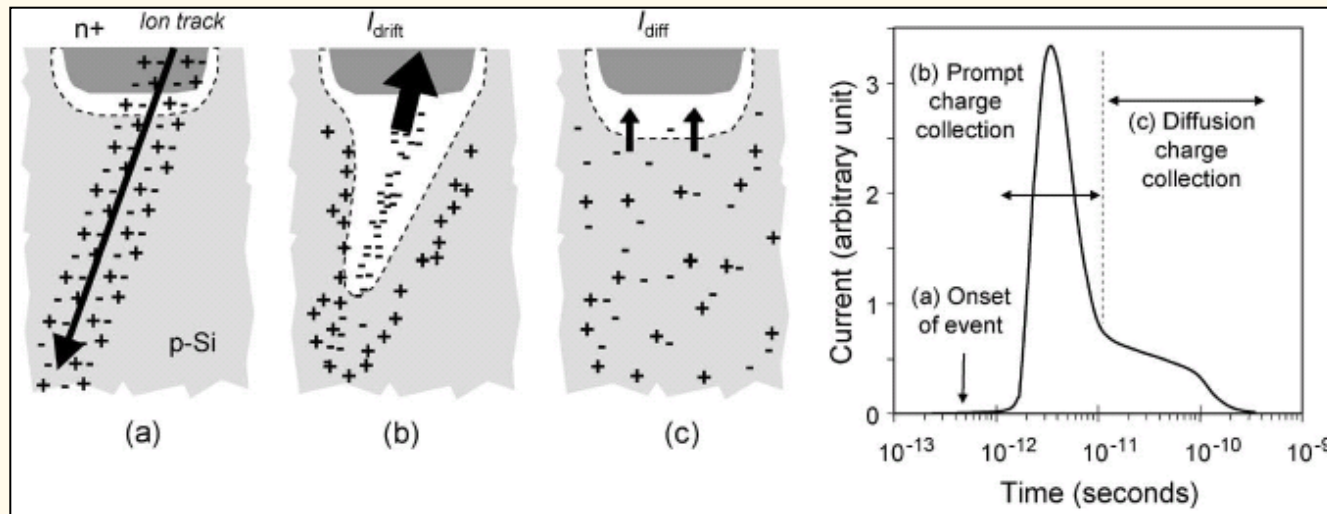 n+
Ion track
p-Si
(a)
I_drift
(b)
I_diff
(c)
Current (arbitrary unit)
3
2
1
0
(b) Prompt
charge
collection
(c) Diffusion
charge
collection
(a) Onset
of event
10^-13
10^-12
10^-11
10^-10
10^-9
Time (seconds)